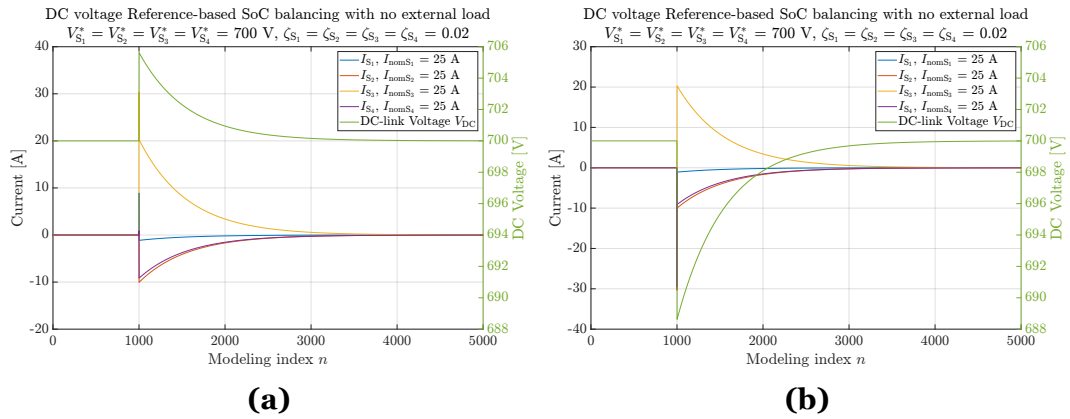 DC voltage Reference-based SoC balancing with no external load
V*S1 = V*S2 = V*S3 = V*S4 = 700 V, ζS1 = ζS2 = ζS3 = ζS4 = 0.02
40
30
20
10
0
-10
-20
Current [A]
0
1000
2000
3000
4000
5000
Modeling index n
706
704
702
700
698
696
694
692
690
688
DC Voltage [V]
IS1, InomS1 = 25 A
IS2, InomS2 = 25 A
IS3, InomS3 = 25 A
IS4, InomS4 = 25 A
DC-link Voltage VDC
(a)
DC voltage Reference-based SoC balancing with no external load
V*S1 = V*S2 = V*S3 = V*S4 = 700 V, ζS1 = ζS2 = ζS3 = ζS4 = 0.02
30
20
10
0
-10
-20
-30
-40
Current [A]
0
1000
2000
3000
4000
5000
Modeling index n
706
704
702
700
698
696
694
692
690
688
DC Voltage [V]
IS1, InomS1 = 25 A
IS2, InomS2 = 25 A
IS3, InomS3 = 25 A
IS4, InomS4 = 25 A
DC-link Voltage VDC
(b)